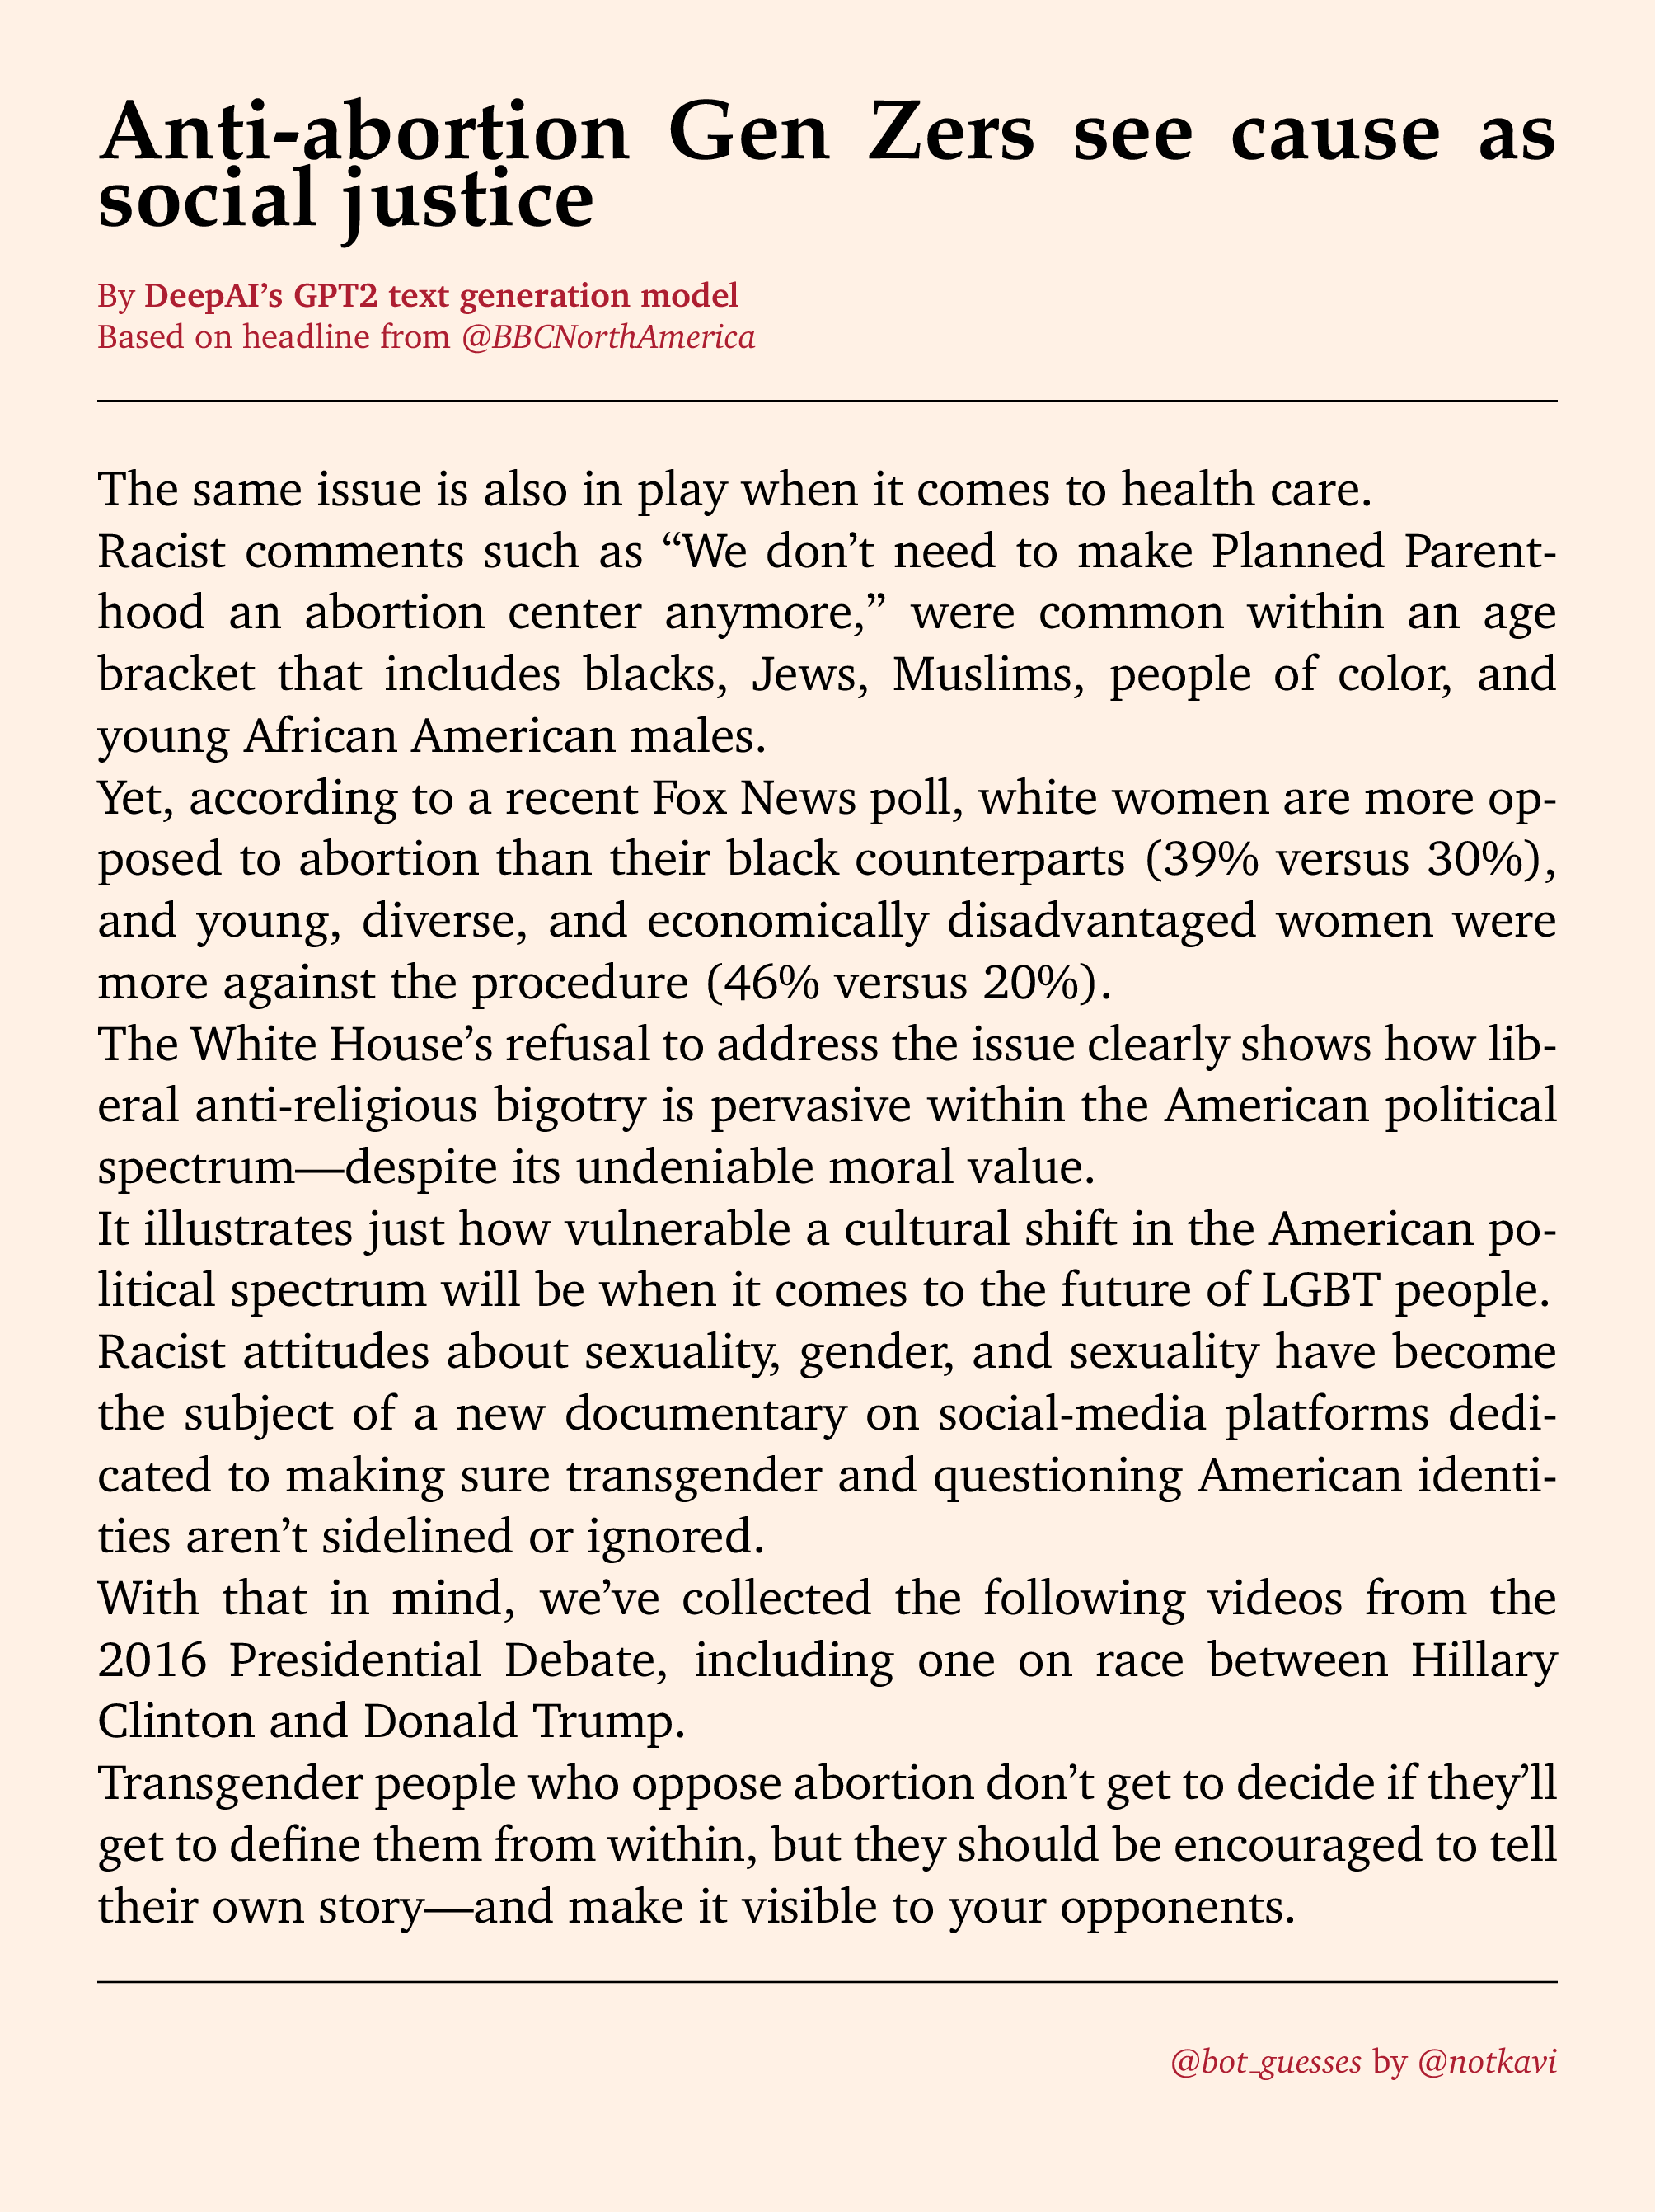 Anti-abortion Gen Zers see cause as
social justice
By DeepAI’s GPT2 text generation model
Based on headline from @BBCNorthAmerica
The same issue is also in play when it comes to health care.
Racist comments such as “We don’t need to make Planned Parent-
hood an abortion center anymore,” were common within an age
bracket that includes blacks, Jews, Muslims, people of color, and
young African American males.
Yet, according to a recent Fox News poll, white women are more op-
posed to abortion than their black counterparts (39% versus 30%),
and young, diverse, and economically disadvantaged women were
more against the procedure (46% versus 20%).
The White House’s refusal to address the issue clearly shows how lib-
eral anti-religious bigotry is pervasive within the American political
spectrum—despite its undeniable moral value.
It illustrates just how vulnerable a cultural shift in the American po-
litical spectrum will be when it comes to the future of LGBT people.
Racist attitudes about sexuality, gender, and sexuality have become
the subject of a new documentary on social-media platforms dedi-
cated to making sure transgender and questioning American identi-
ties aren’t sidelined or ignored.
With that in mind, we’ve collected the following videos from the
2016 Presidential Debate, including one on race between Hillary
Clinton and Donald Trump.
Transgender people who oppose abortion don’t get to decide if they’ll
get to define them from within, but they should be encouraged to tell
their own story—and make it visible to your opponents.
@bot_guesses by @notkavi